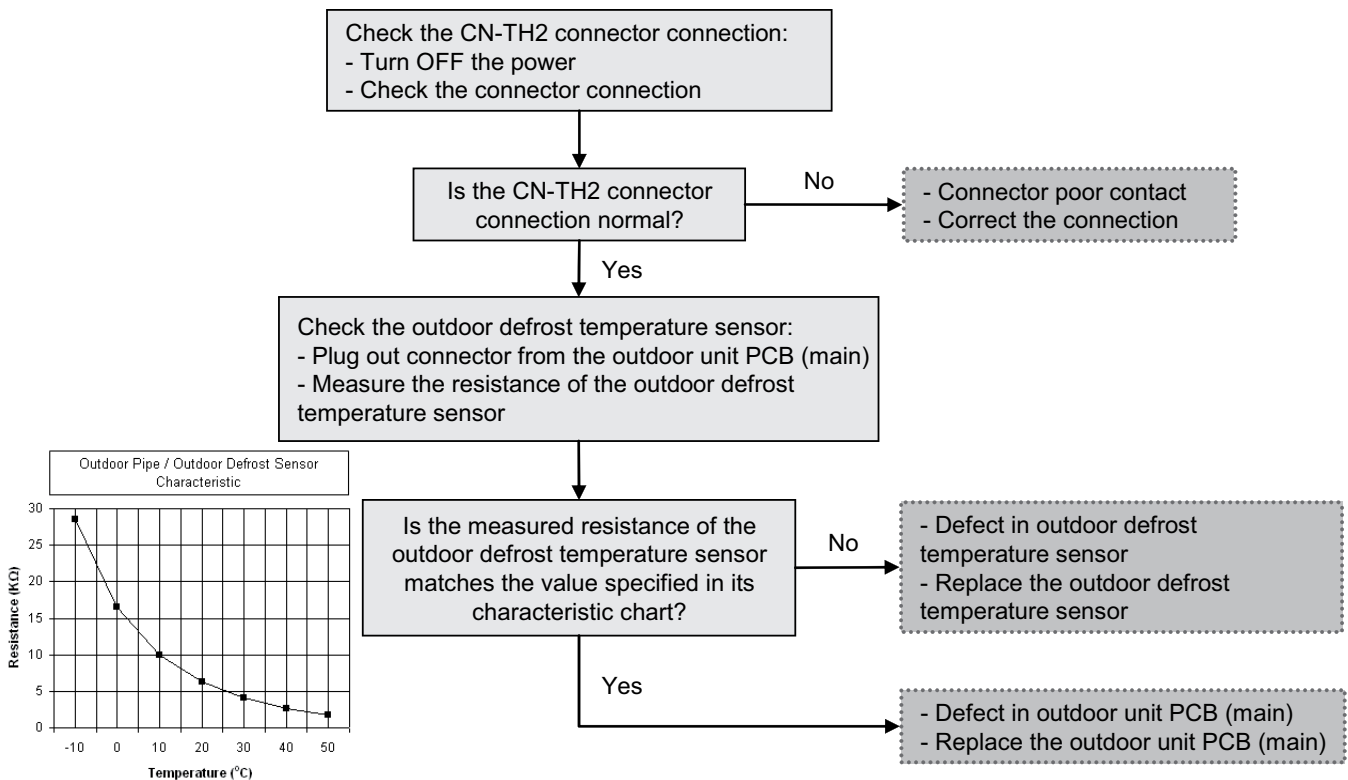 Check the CN-TH2 connector connection:
- Turn OFF the power
- Check the connector connection
Is the CN-TH2 connector
connection normal?
No
- Connector poor contact
- Correct the connection
Yes
Check the outdoor defrost temperature sensor:
- Plug out connector from the outdoor unit PCB (main)
- Measure the resistance of the outdoor defrost
temperature sensor
Outdoor Pipe / Outdoor Defrost Sensor
Characteristic
Resistance (KΩ)
30
25
20
15
10
5
0
-10 0 10 20 30 40 50
Temperature (°C)
Is the measured resistance of the
outdoor defrost temperature sensor
matches the value specified in its
characteristic chart?
No
- Defect in outdoor defrost
temperature sensor
- Replace the outdoor defrost
temperature sensor
Yes
- Defect in outdoor unit PCB (main)
- Replace the outdoor unit PCB (main)